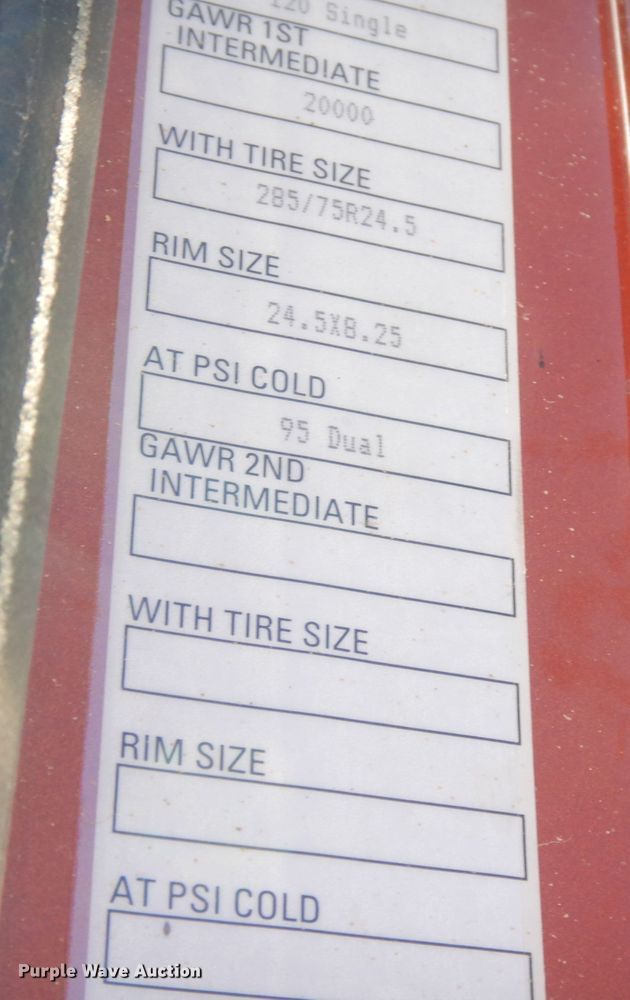 120 Single
GAWR 1ST
INTERMEDIATE
20000
WITH TIRE SIZE
285/75R24.5
RIM SIZE
24.5X8.25
AT PSI COLD
95 Dual
GAWR 2ND
INTERMEDIATE
WITH TIRE SIZE
RIM SIZE
AT PSI COLD
Purple Wave Auction